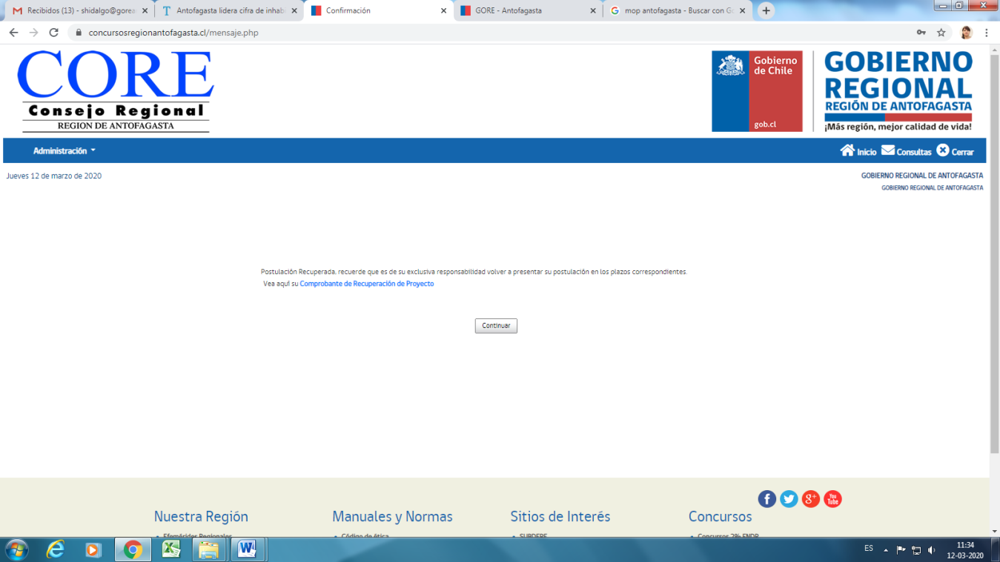 Recibidos (13) - shidalgo@gorea
Antofagasta lidera cifra de inhabi
Confirmación
GORE - Antofagasta
mop antofagasta - Buscar con Go
concursosregionantofagasta.cl/mensaje.php
CORE
Consejo Regional
REGION DE ANTOFAGASTA
Gobierno
de Chile
gob.cl
GOBIERNO
REGIONAL
REGIÓN DE ANTOFAGASTA
¡Más región, mejor calidad de vida!
Administración
Inicio Consultas Cerrar
Jueves 12 de marzo de 2020
GOBIERNO REGIONAL DE ANTOFAGASTA
GOBIERNO REGIONAL DE ANTOFAGASTA
Postulación Recuperada, recuerde que es de su exclusiva responsabilidad volver a presentar su postulación en los plazos correspondientes.
Vea aquí su Comprobante de Recuperación de Proyecto
Continuar
Nuestra Región
Manuales y Normas
Sitios de Interés
Concursos
Efemérides Regionales
Código de ética
SUBDERE
Concursos 2% FNDR
ES
11:34
12-03-2020